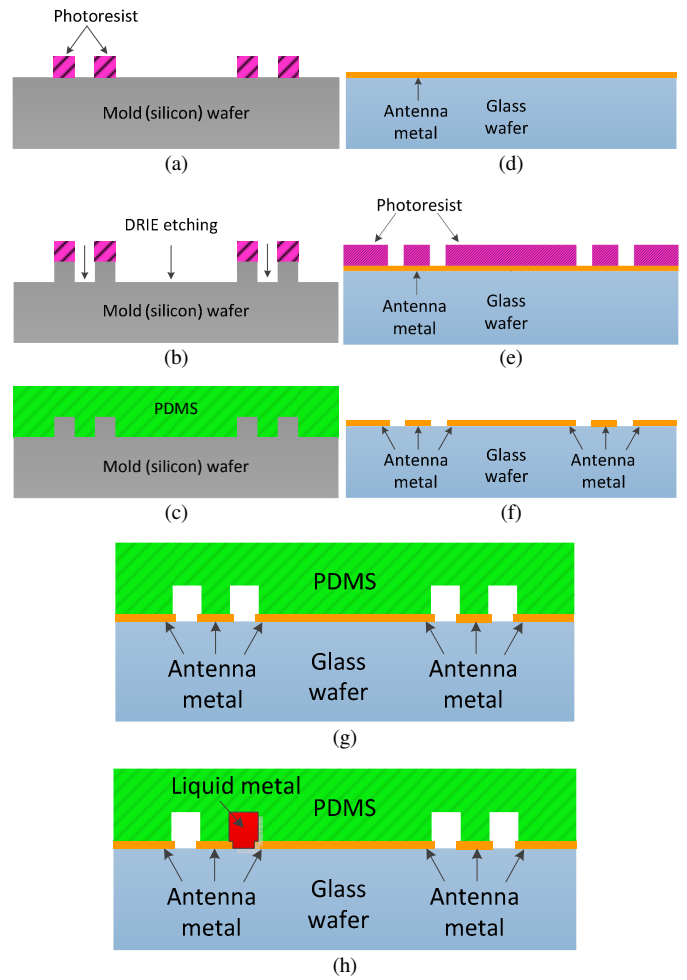 Photoresist
Mold (silicon) wafer
(a)
Antenna
metal
Glass
wafer
(d)
DRIE etching
Mold (silicon) wafer
(b)
Photoresist
Antenna
metal
Glass
wafer
(e)
PDMS
Mold (silicon) wafer
(c)
Antenna
metal
Glass
wafer
Antenna
metal
(f)
PDMS
Antenna
metal
Glass
wafer
Antenna
metal
(g)
Liquid metal
PDMS
Antenna
metal
Glass
wafer
Antenna
metal
(h)